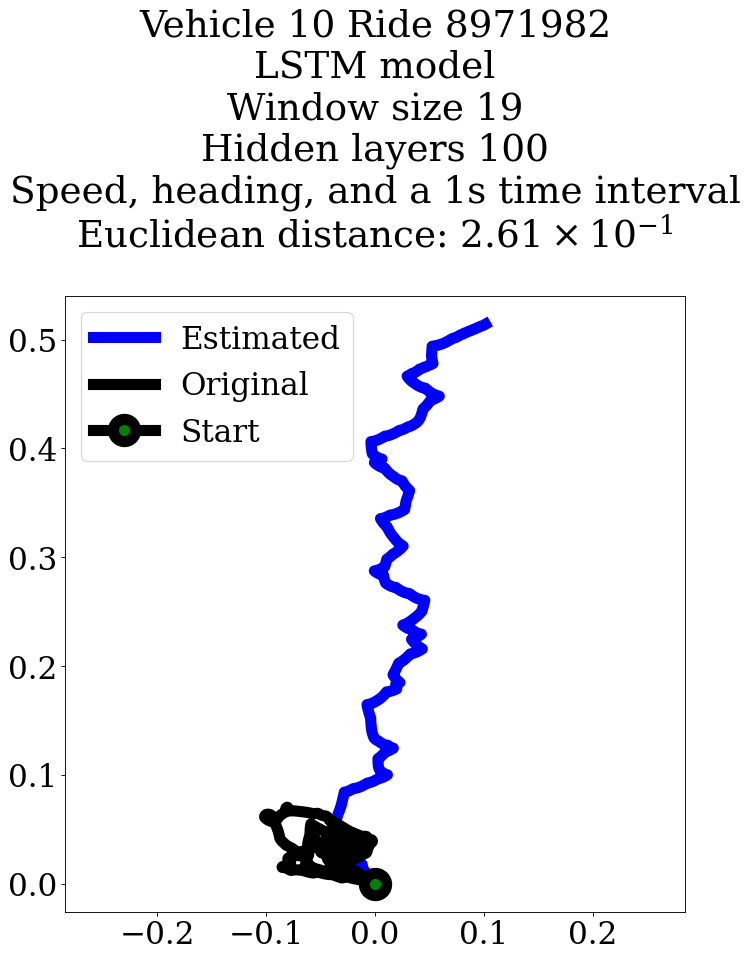 Vehicle 10 Ride 8971982
LSTM model
Window size 19
Hidden layers 100
Speed, heading, and a 1s time interval
Euclidean distance: 2.61 × 10⁻¹
Estimated
Original
Start
0.5
0.4
0.3
0.2
0.1
0.0
−0.2 −0.1 0.0 0.1 0.2